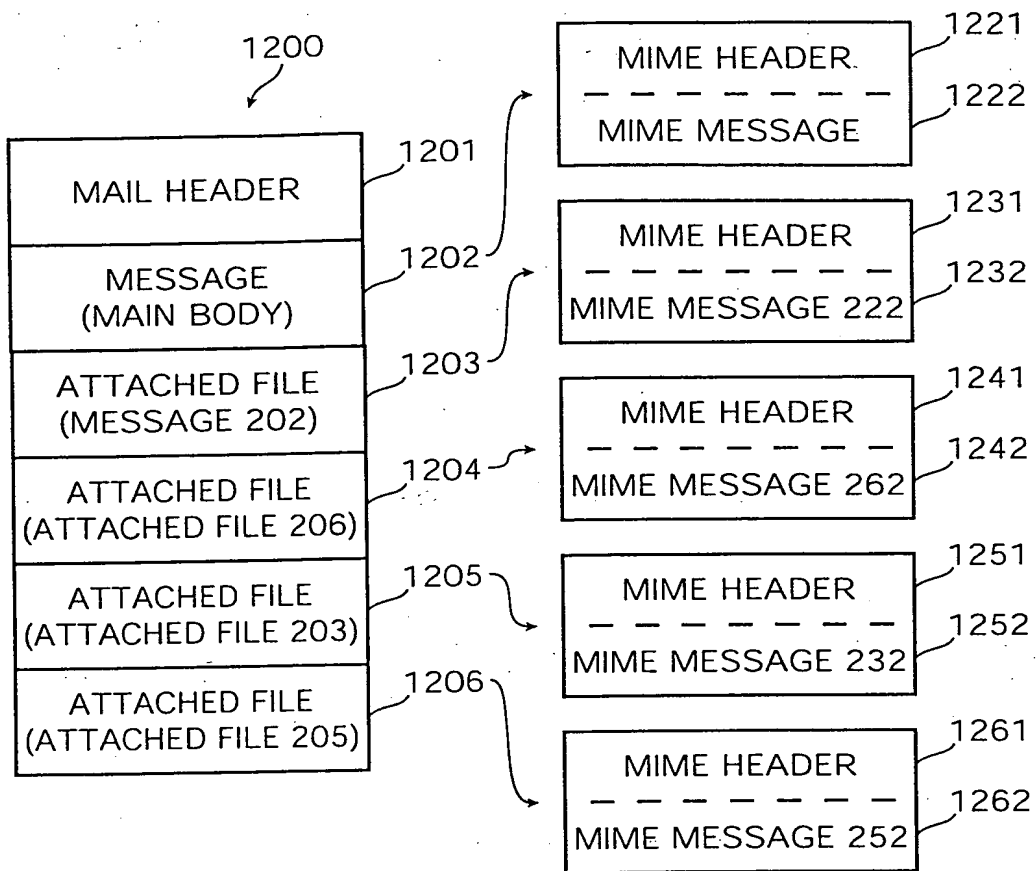 1200
MAIL HEADER
1201
MESSAGE
(MAIN BODY)
1202
ATTACHED FILE
(MESSAGE 202)
1203
ATTACHED FILE
(ATTACHED FILE 206)
1204
ATTACHED FILE
(ATTACHED FILE 203)
1205
ATTACHED FILE
(ATTACHED FILE 205)
1206
MIME HEADER
1221
MIME MESSAGE
1222
MIME HEADER
1231
MIME MESSAGE 222
1232
MIME HEADER
1241
MIME MESSAGE 262
1242
MIME HEADER
1251
MIME MESSAGE 232
1252
MIME HEADER
1261
MIME MESSAGE 252
1262